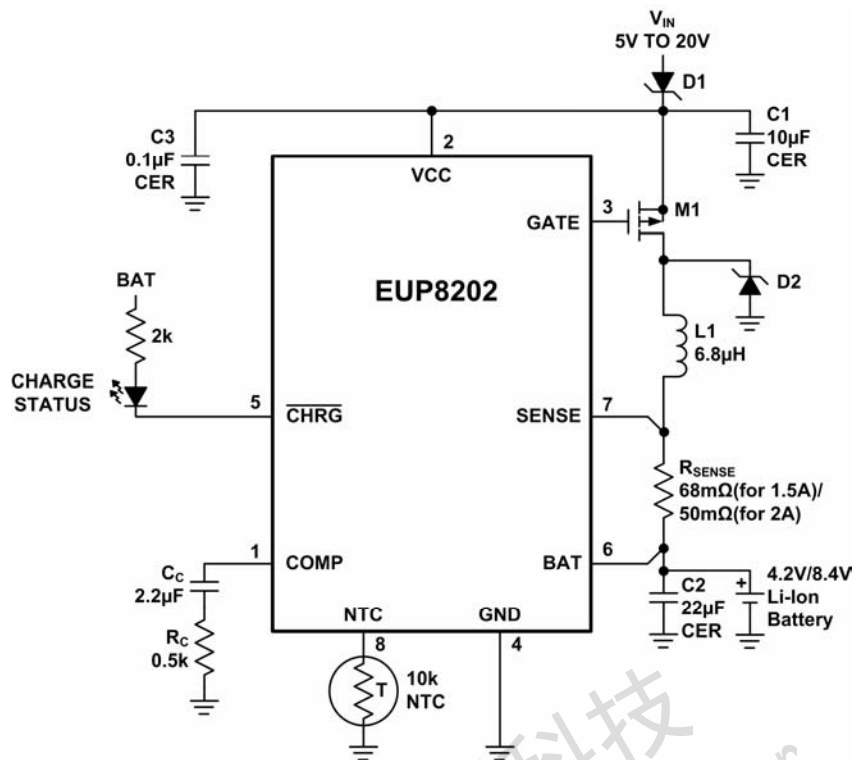 VIN
5V TO 20V
D1
C3
0.1µF
CER
2
VCC
C1
10µF
CER
GATE
3
M1
EUP8202
D2
BAT
2k
L1
6.8µH
CHARGE
STATUS
5
CHRG
SENSE
7
RSENSE
68mΩ(for 1.5A)/
50mΩ(for 2A)
1
COMP
BAT
6
CC
2.2µF
RC
0.5k
C2
22µF
CER
+
4.2V/8.4V
Li-Ion
Battery
NTC
8
GND
4
T
10k
NTC
科技